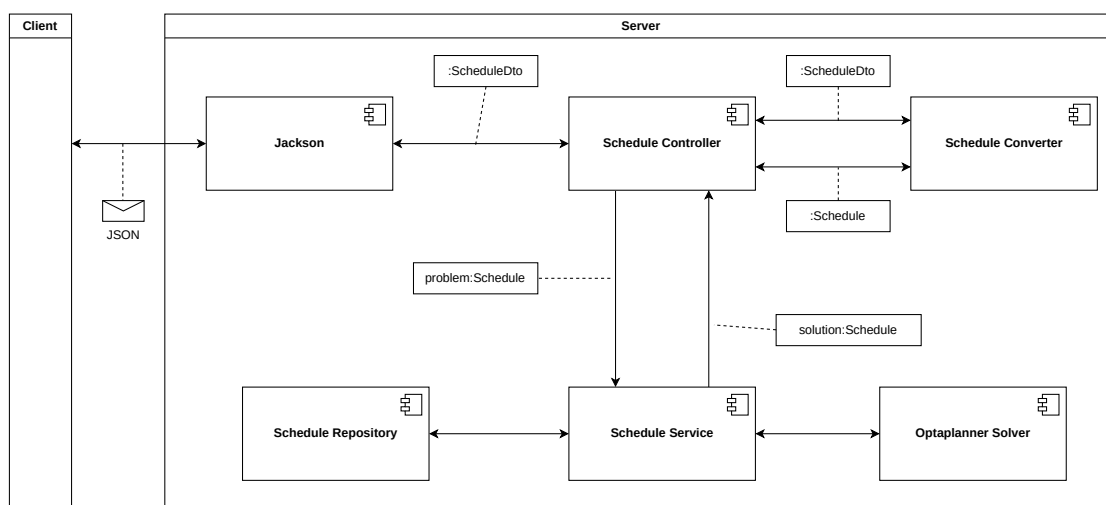 Client
Server
:ScheduleDto
:ScheduleDto
Jackson
Schedule Controller
Schedule Converter
JSON
:Schedule
problem:Schedule
solution:Schedule
Schedule Repository
Schedule Service
Optaplanner Solver